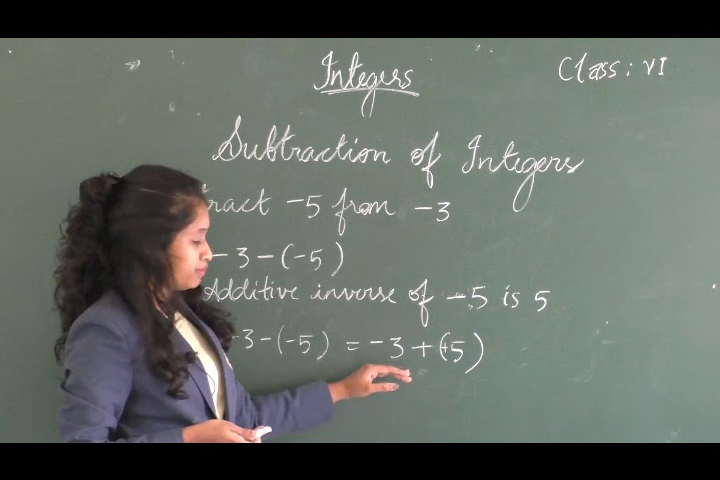 Integers
Class: VI
Subtraction of Integers
tract -5 from -3
-3-(-5)
Additive inverse of -5 is 5
-3-(-5) = -3+(+5)